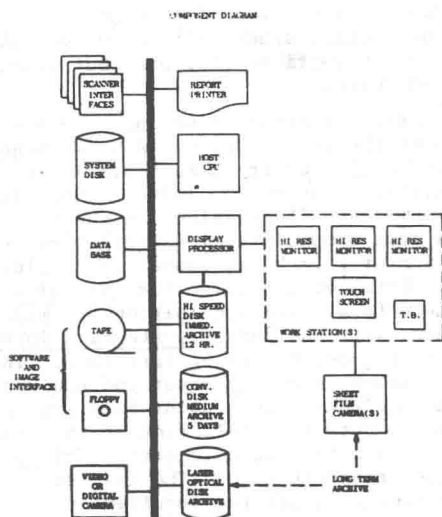 COMPONENT DIAGRAM
SCANNER
INTER
FACES
REPORT
PRINTER
SYSTEM
DISK
HOST
CPU
DATA
BASE
DISPLAY
PROCESSOR
HI RES
MONITOR
HI RES
MONITOR
HI RES
MONITOR
TOUCH
SCREEN
T.B.
WORK STATION(S)
TAPE
HI SPEED
DISK
IMMED.
ARCHIVE
12 HR.
SOFTWARE
AND
IMAGE
INTERFACE
FLOPPY
CONV.
DISK
MEDIUM
ARCHIVE
5 DAYS
SHEET
FILM
CAMERA(S)
VIDEO
OR
DIGITAL
CAMERA
LASER
OPTICAL
DISK
ARCHIVE
LONG TERM
ARCHIVE